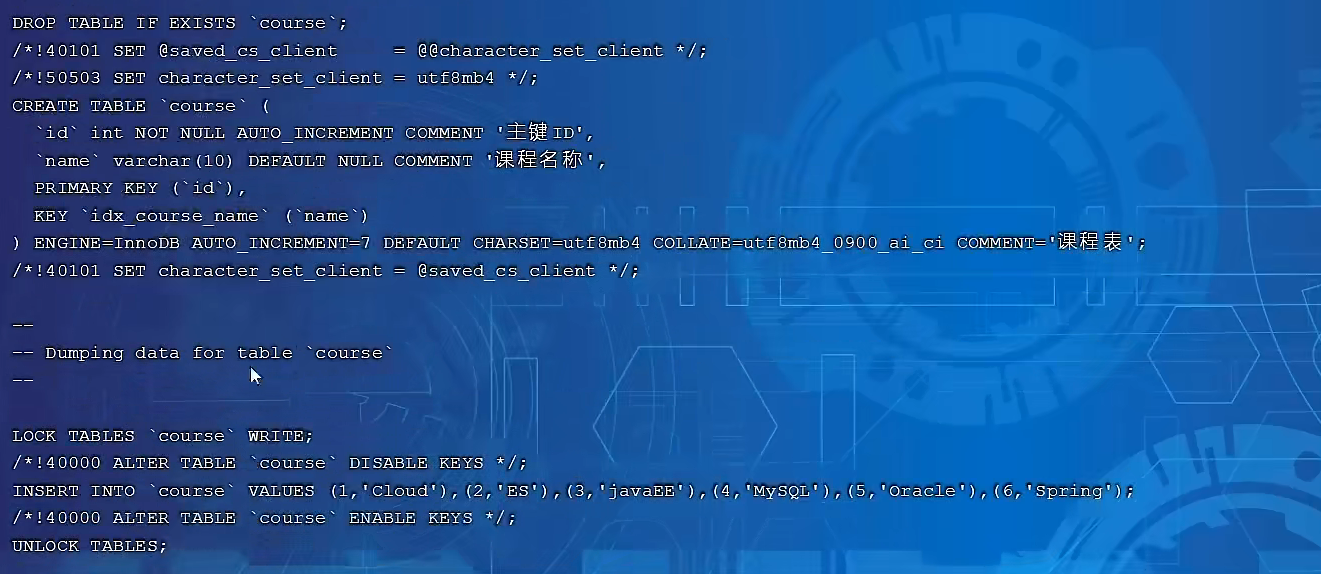 DROP TABLE IF EXISTS `course`;
/*!40101 SET @saved_cs_client     = @@character_set_client */;
/*!50503 SET character_set_client = utf8mb4 */;
CREATE TABLE `course` (
  `id` int NOT NULL AUTO_INCREMENT COMMENT '主键ID',
  `name` varchar(10) DEFAULT NULL COMMENT '课程名称',
  PRIMARY KEY (`id`),
  KEY `idx_course_name` (`name`)
) ENGINE=InnoDB AUTO_INCREMENT=7 DEFAULT CHARSET=utf8mb4 COLLATE=utf8mb4_0900_ai_ci COMMENT='课程表';
/*!40101 SET character_set_client = @saved_cs_client */;

--
-- Dumping data for table `course`
--

LOCK TABLES `course` WRITE;
/*!40000 ALTER TABLE `course` DISABLE KEYS */;
INSERT INTO `course` VALUES (1,'Cloud'),(2,'ES'),(3,'javaEE'),(4,'MySQL'),(5,'Oracle'),(6,'Spring');
/*!40000 ALTER TABLE `course` ENABLE KEYS */;
UNLOCK TABLES;